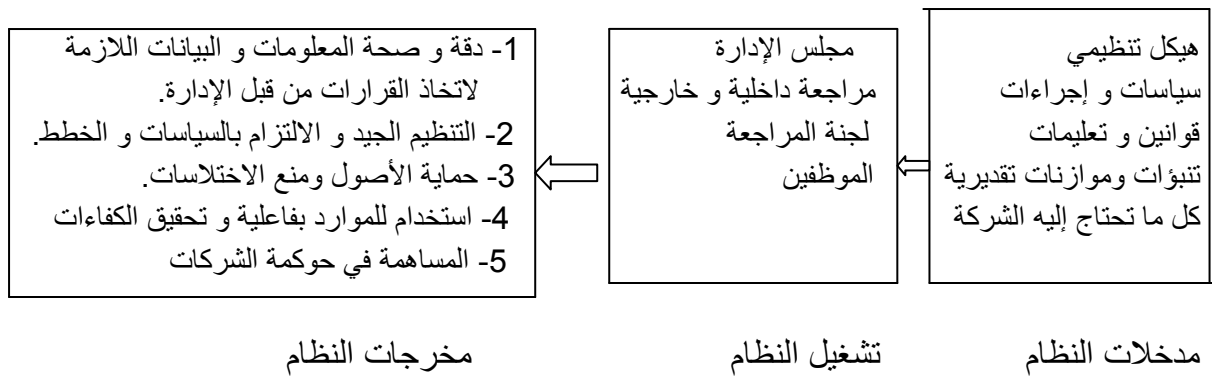 هيكل تنظيمي
سياسات و إجراءات
قوانين و تعليمات
تنبؤات وموازنات تقديرية
كل ما تحتاج إليه الشركة
مجلس الإدارة
مراجعة داخلية و خارجية
لجنة المراجعة
الموظفين
1- دقة و صحة المعلومات و البيانات اللازمة
لاتخاذ القرارات من قبل الإدارة.
2- التنظيم الجيد و الالتزام بالسياسات و الخطط.
3- حماية الأصول ومنع الاختلاسات.
4- استخدام للموارد بفاعلية و تحقيق الكفاءات
5- المساهمة في حوكمة الشركات
مدخلات النظام
تشغيل النظام
مخرجات النظام